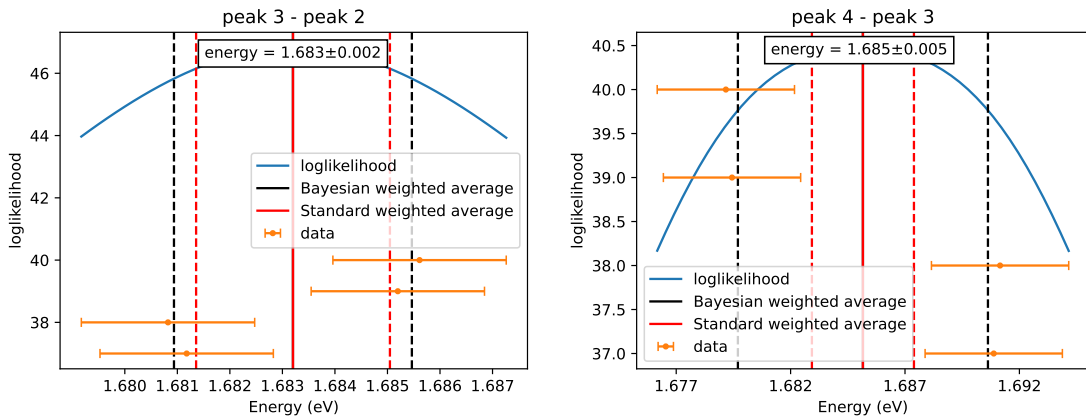 peak 3 - peak 2
energy = 1.683±0.002
loglikelihood
46
44
42
40
38
loglikelihood
Bayesian weighted average
Standard weighted average
data
1.680 1.681 1.682 1.683 1.684 1.685 1.686 1.687
Energy (eV)
peak 4 - peak 3
energy = 1.685±0.005
loglikelihood
40.5
40.0
39.5
39.0
38.5
38.0
37.5
37.0
loglikelihood
Bayesian weighted average
Standard weighted average
data
1.677 1.682 1.687 1.692
Energy (eV)